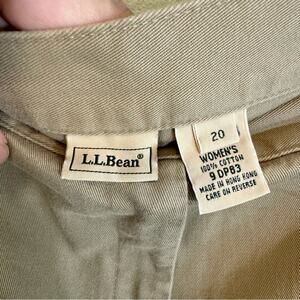 L.L.Bean®
20
WOMEN'S
100% COTTON
9 DP83
MADE IN HONG KONG
CARE ON REVERSE